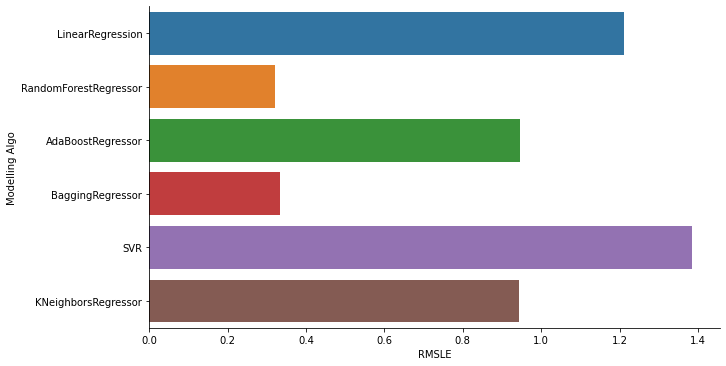 LinearRegression
RandomForestRegressor
AdaBoostRegressor
BaggingRegressor
SVR
KNeighborsRegressor
Modelling Algo
0.0 0.2 0.4 0.6 0.8 1.0 1.2 1.4
RMSLE